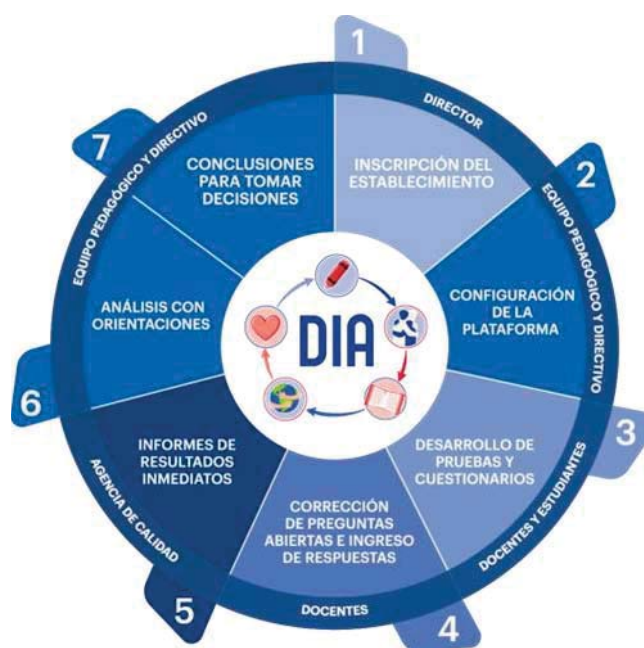 1
DIRECTOR
INSCRIPCIÓN DEL
ESTABLECIMIENTO
2
EQUIPO PEDAGÓGICO Y DIRECTIVO
CONFIGURACIÓN
DE LA
PLATAFORMA
3
DOCENTES Y ESTUDIANTES
DESARROLLO DE
PRUEBAS Y
CUESTIONARIOS
4
DOCENTES
CORRECCIÓN
DE PREGUNTAS
ABIERTAS E INGRESO
DE RESPUESTAS
5
AGENCIA DE CALIDAD
INFORMES DE
RESULTADOS
INMEDIATOS
6
ANÁLISIS CON
ORIENTACIONES
EQUIPO PEDAGÓGICO Y DIRECTIVO
7
CONCLUSIONES
PARA TOMAR
DECISIONES
DIA